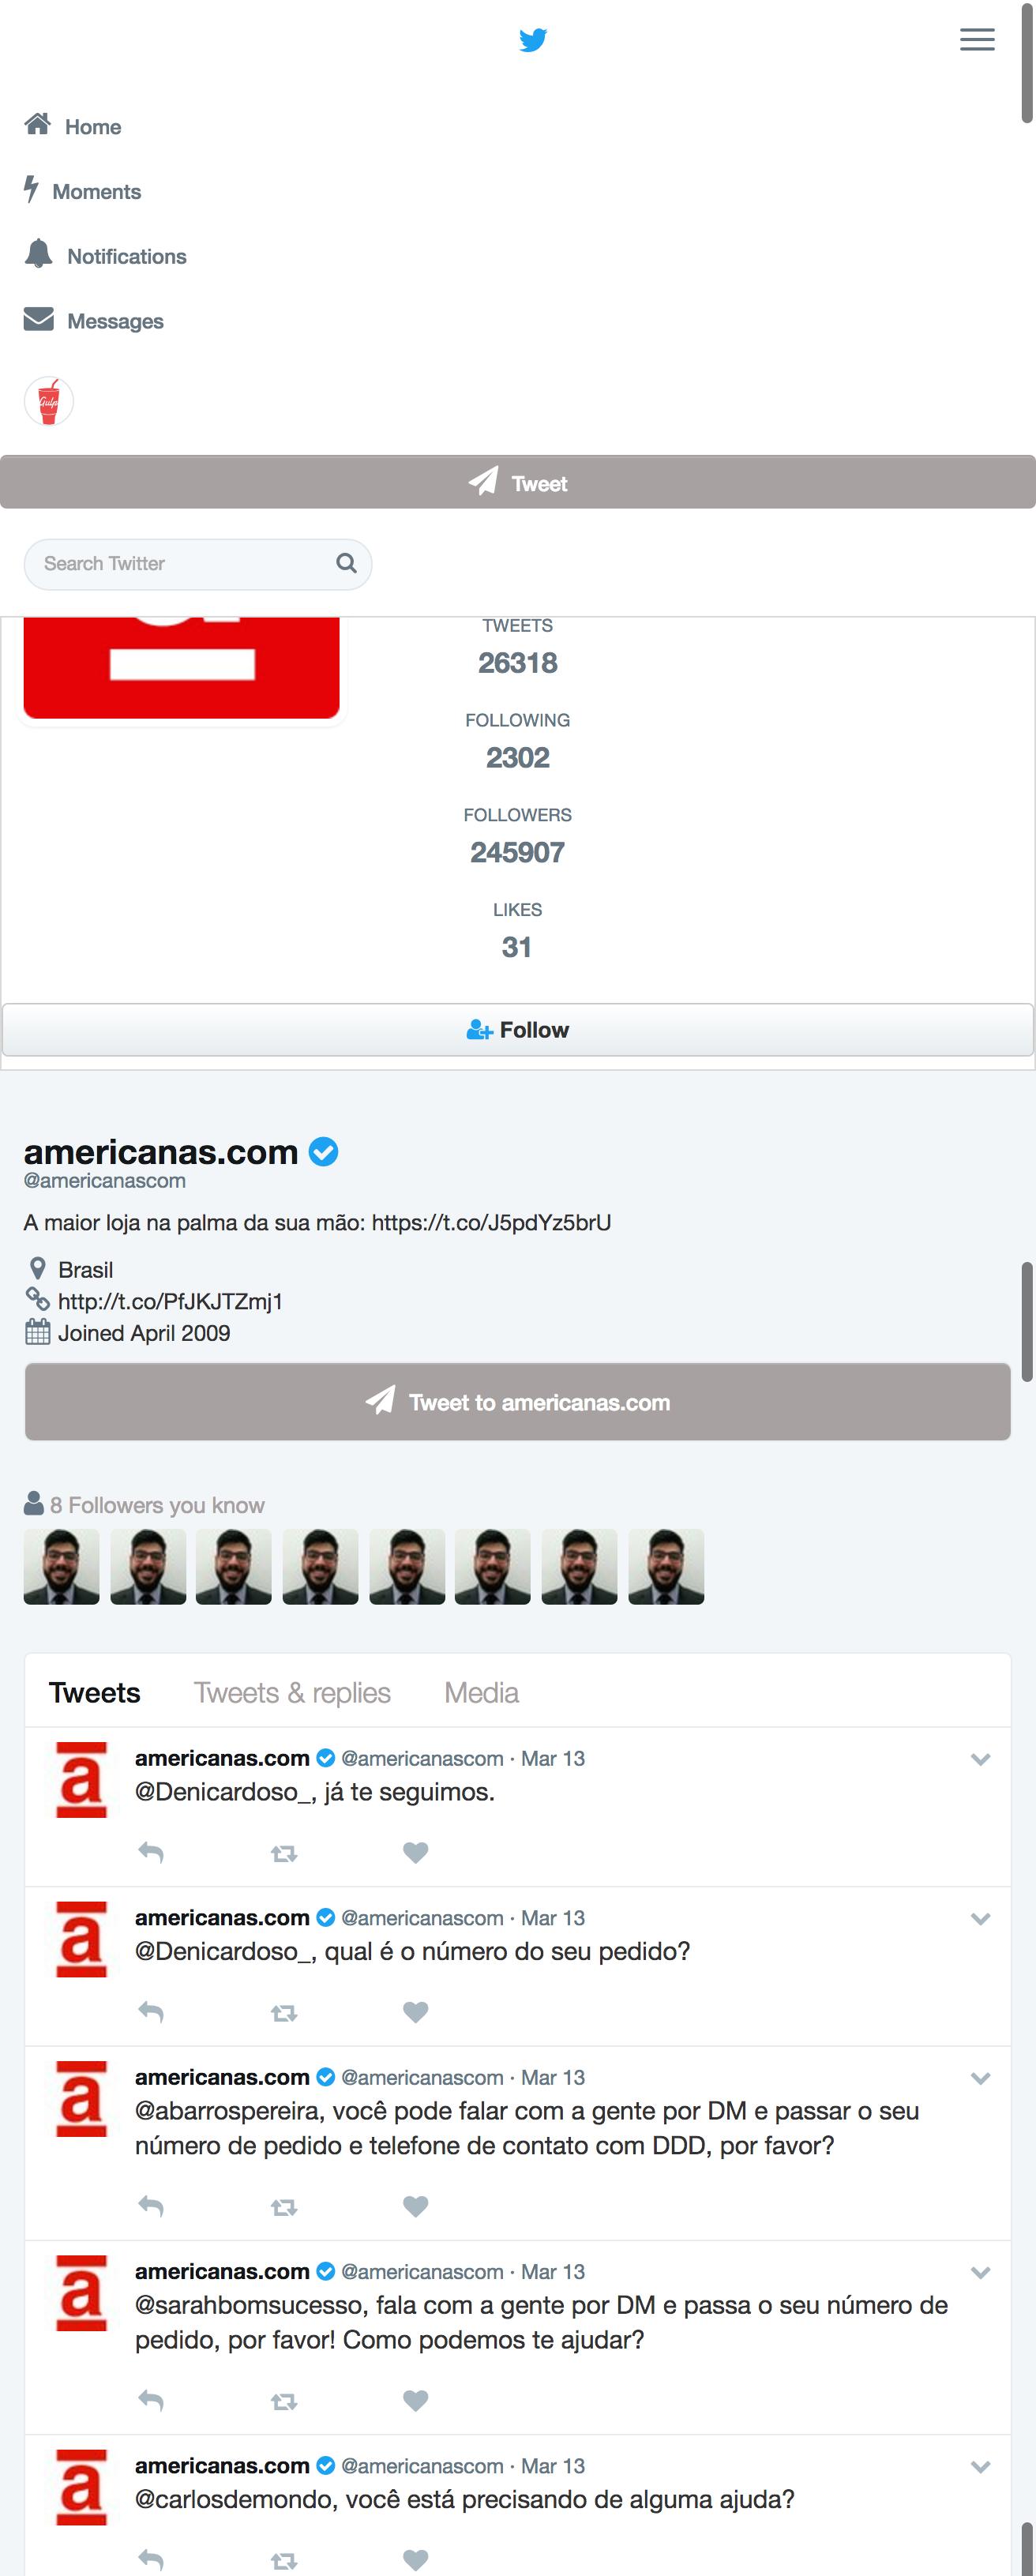 Home
Moments
Notifications
Messages
Gulp
Tweet
Search Twitter
TWEETS
26318
FOLLOWING
2302
FOLLOWERS
245907
LIKES
31
Follow
americanas.com
@americanascom
A maior loja na palma da sua mão: https://t.co/J5pdYz5brU
Brasil
http://t.co/PfJKJTZmj1
Joined April 2009
Tweet to americanas.com
8 Followers you know
Tweets Tweets & replies Media
a
americanas.com @americanascom · Mar 13
@Denicardoso_, já te seguimos.
a
americanas.com @americanascom · Mar 13
@Denicardoso_, qual é o número do seu pedido?
a
americanas.com @americanascom · Mar 13
@abarrospereira, você pode falar com a gente por DM e passar o seu
número de pedido e telefone de contato com DDD, por favor?
a
americanas.com @americanascom · Mar 13
@sarahbomsucesso, fala com a gente por DM e passa o seu número de
pedido, por favor! Como podemos te ajudar?
a
americanas.com @americanascom · Mar 13
@carlosdemondo, você está precisando de alguma ajuda?